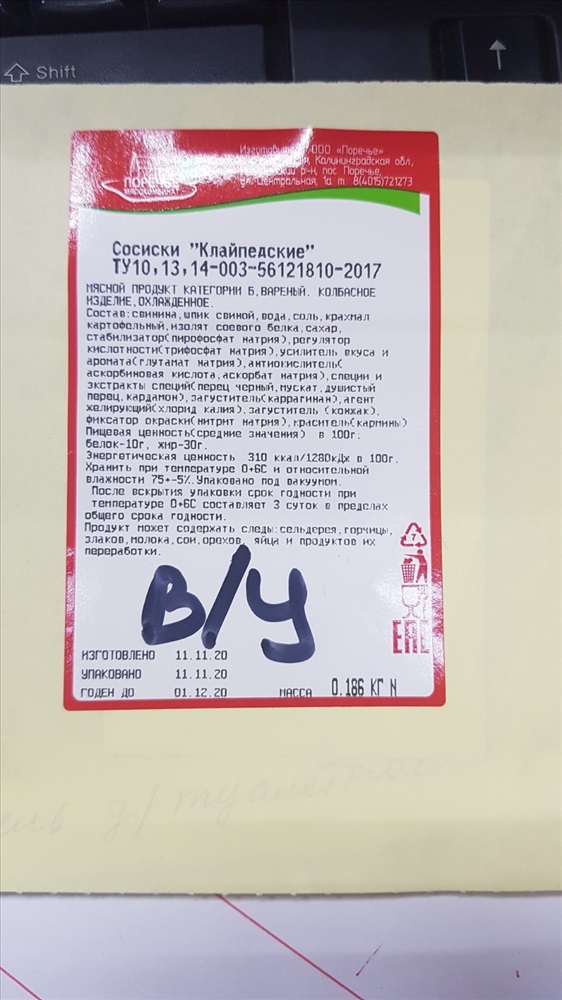 Shift
ПОРЕЧЬЕ
МЯСОКОМБИНАТ
Изготовитель: ООО «Поречье»
Калининградская обл,
р-н, пос. Поречье,
ул. Центральная, 1а т. 8(4015)721273
Сосиски "Клайпедские"
ТУ10,13,14-003-56121810-2017
МЯСНОЙ ПРОДУКТ КАТЕГОРИИ Б,ВАРЕНЫЙ. КОЛБАСНОЕ
ИЗДЕЛИЕ,ОХЛАЖДЕННОЕ.
Состав:свинина,шпик свиной,вода,соль,крахмал
картофельный,изолят соевого белка,сахар,
стабилизатор(пирофосфат натрия),регулятор
кислотности(трифосфат натрия),усилитель вкуса и
аромата(глутамат натрия),антиокислитель(
аскорбиновая кислота,аскорбат натрия),специи и
экстракты специй(перец черный,мускат,душистый
перец,кардамон),загуститель(каррагинан),агент
желирующий(хлорид калия),загуститель (конжак),
фиксатор окраски(нитрит натрия),краситель(кармины)
Пищевая ценность(средние значения) в 100г.
белок-10г, жир-30г.
Энергетическая ценность 310 ккал/1280кДж в 100г.
Хранить при температуре 0+6С и относительной
влажности 75+-5%.Упаковано под вакуумом.
После вскрытия упаковки срок годности при
температуре 0+6С составляет 3 суток в пределах
общего срока годности.
Продукт может содержать следы:сельдерея,горчицы,
злаков,молока,сои,орехов, яйца и продуктов их
переработки.
7
В/У
ЕАС
ИЗГОТОВЛЕНО 11.11.20
УПАКОВАНО 11.11.20
ГОДЕН ДО 01.12.20 МАССА 0.186 КГ N